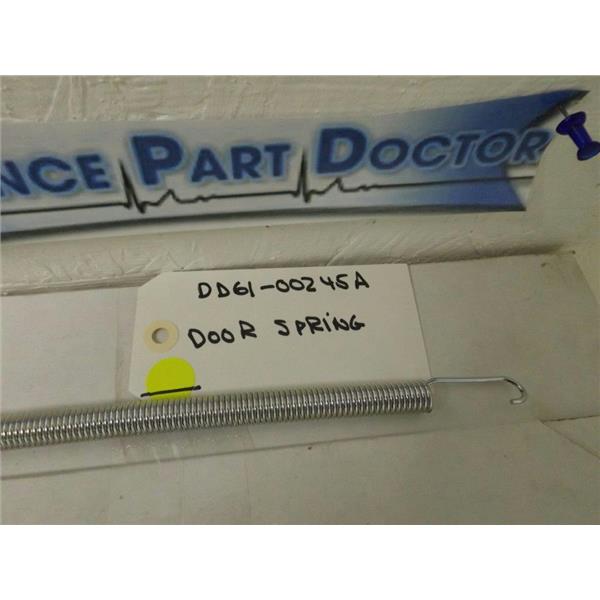 NCE PART DOCTOR
DD61-00245A
DOOR SPRING